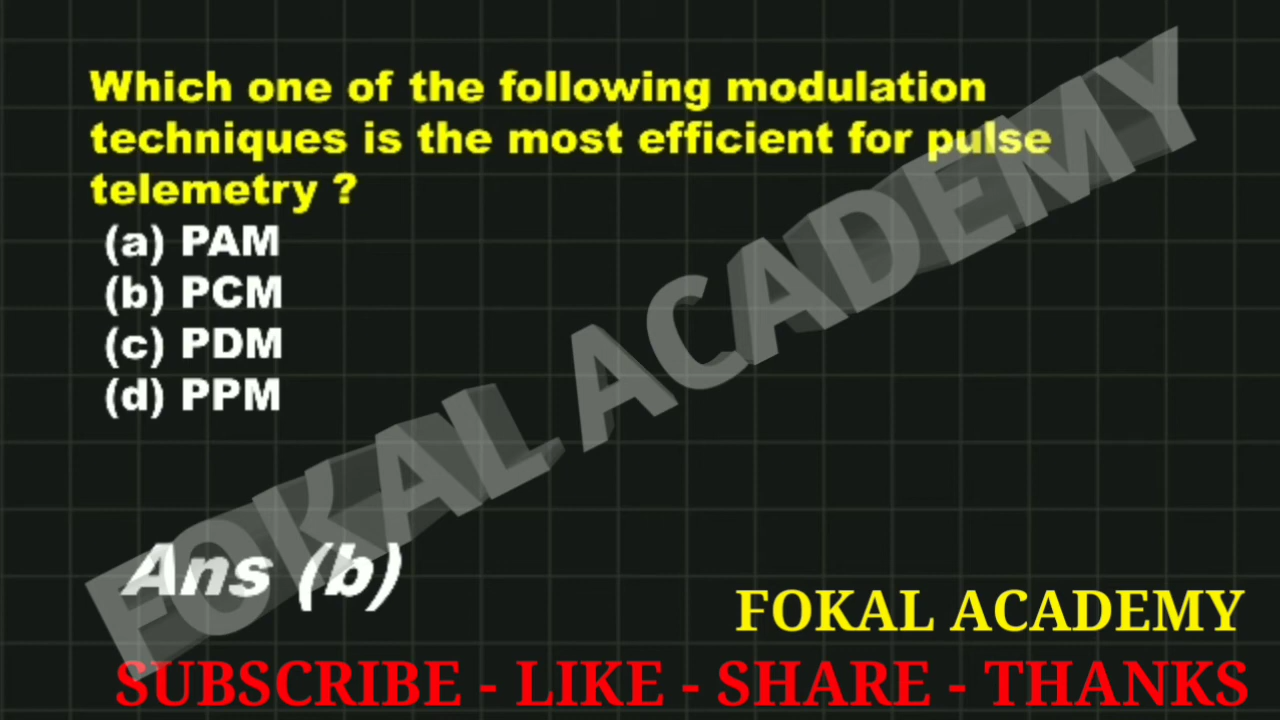 Which one of the following modulation
techniques is the most efficient for pulse
telemetry ?
(a) PAM
(b) PCM
(c) PDM
(d) PPM
FOKAL ACADEMY
Ans (b)
FOKAL ACADEMY
SUBSCRIBE - LIKE - SHARE - THANKS